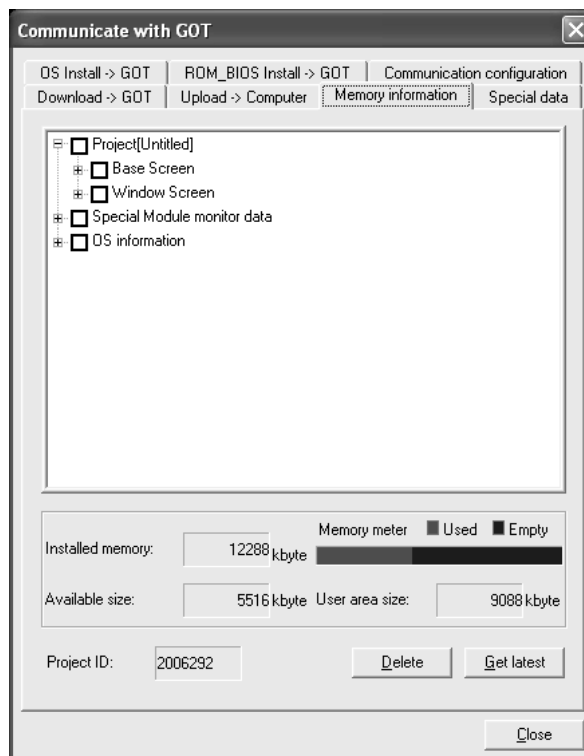 Communicate with GOT
OS Install -> GOT ROM_BIOS Install -> GOT Communication configuration
Download -> GOT Upload -> Computer Memory information Special data
Project[Untitled]
Base Screen
Window Screen
Special Module monitor data
OS information
Memory meter Used Empty
Installed memory: 12288 kbyte
Available size: 5516 kbyte User area size: 9088 kbyte
Project ID: 2006292 Delete Get latest
Close